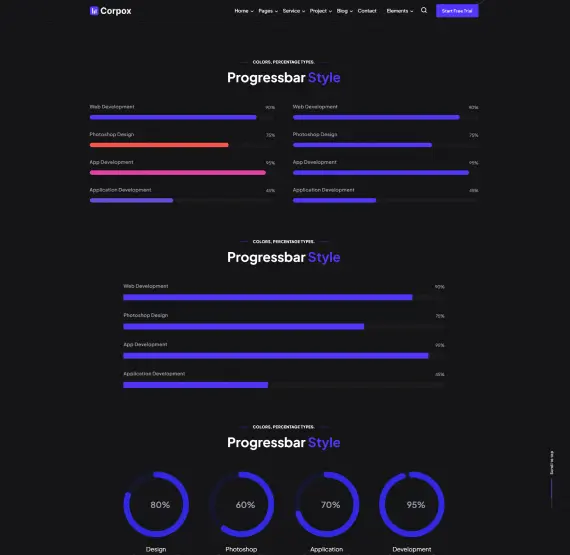 Corpox
Home Pages Service Project Blog Contact Elements Start Free Trial
COLORS, PERCENTAGE TYPES.
Progressbar Style
Web Development 90% Web Development 90%
Photoshop Design 75% Photoshop Design 75%
App Development 95% App Development 95%
Application Development 45% Application Development 45%
COLORS, PERCENTAGE TYPES.
Progressbar Style
Web Development 90%
Photoshop Design 75%
App Development 95%
Application Development 45%
COLORS, PERCENTAGE TYPES.
Progressbar Style
80% 60% 70% 95%
Design Photoshop Application Development
Scroll to top